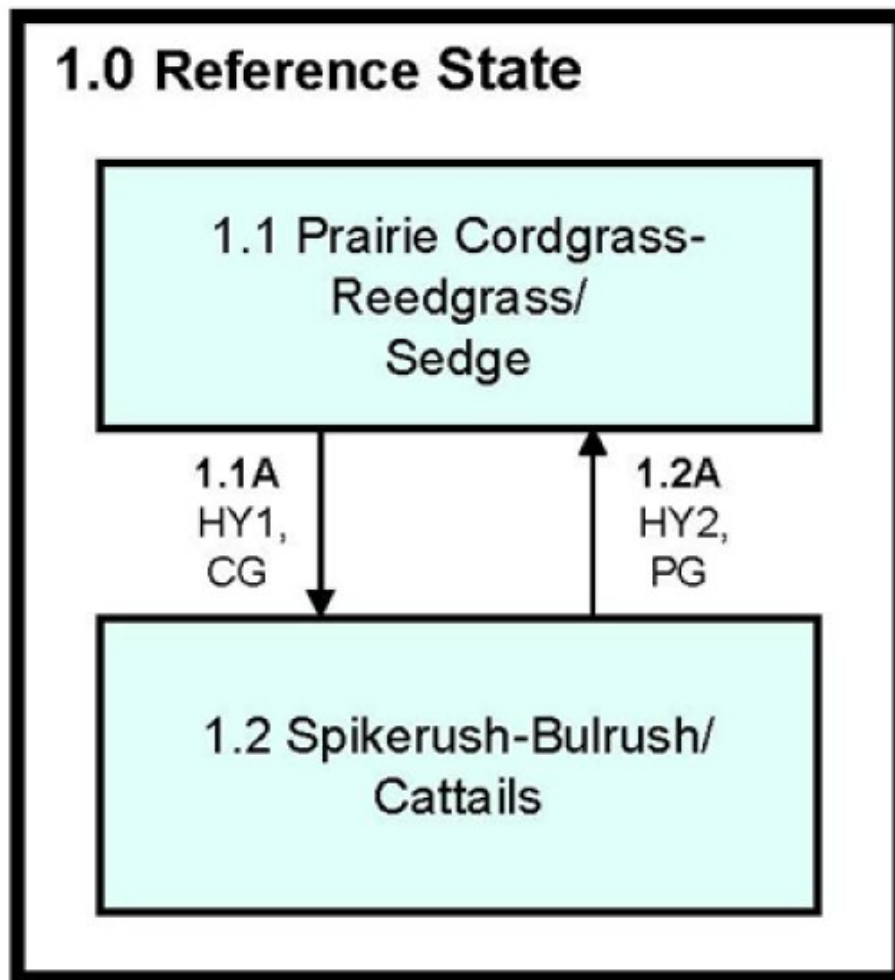 1.0 Reference State
1.1 Prairie Cordgrass-
Reedgrass/
Sedge
1.1A
HY1,
CG
1.2A
HY2,
PG
1.2 Spikerush-Bulrush/
Cattails